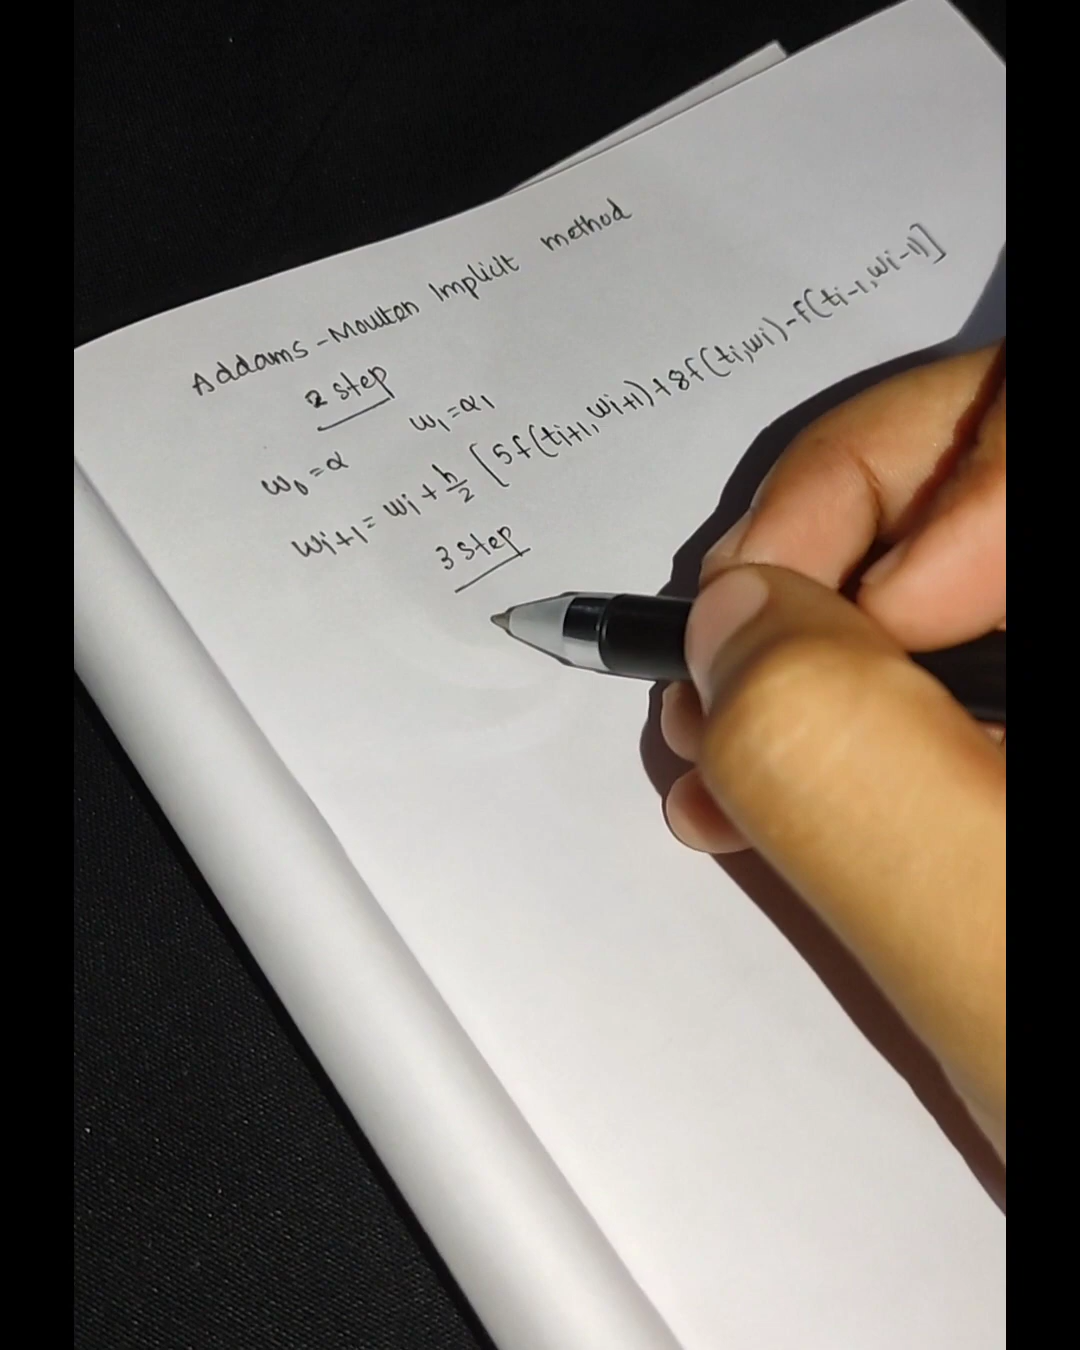 Addams-Moulton Implicit method
2 step
w₀=α w₁=α₁
wi+1= wi + h/2 [5f(ti+1,wi+1)+8f(ti,wi)-f(ti-1,wi-1)]
3 step